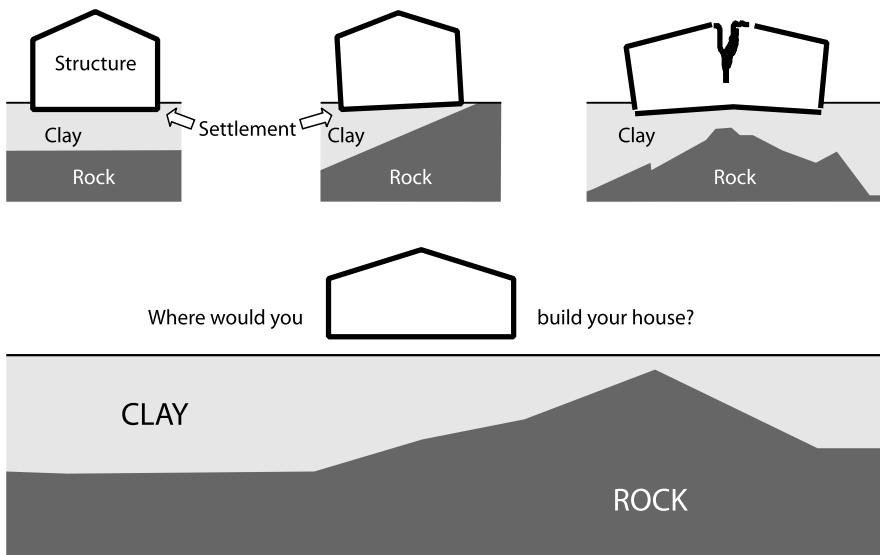 Structure
Settlement
Clay
Clay
Clay
Rock
Rock
Rock
Where would you
build your house?
CLAY
ROCK